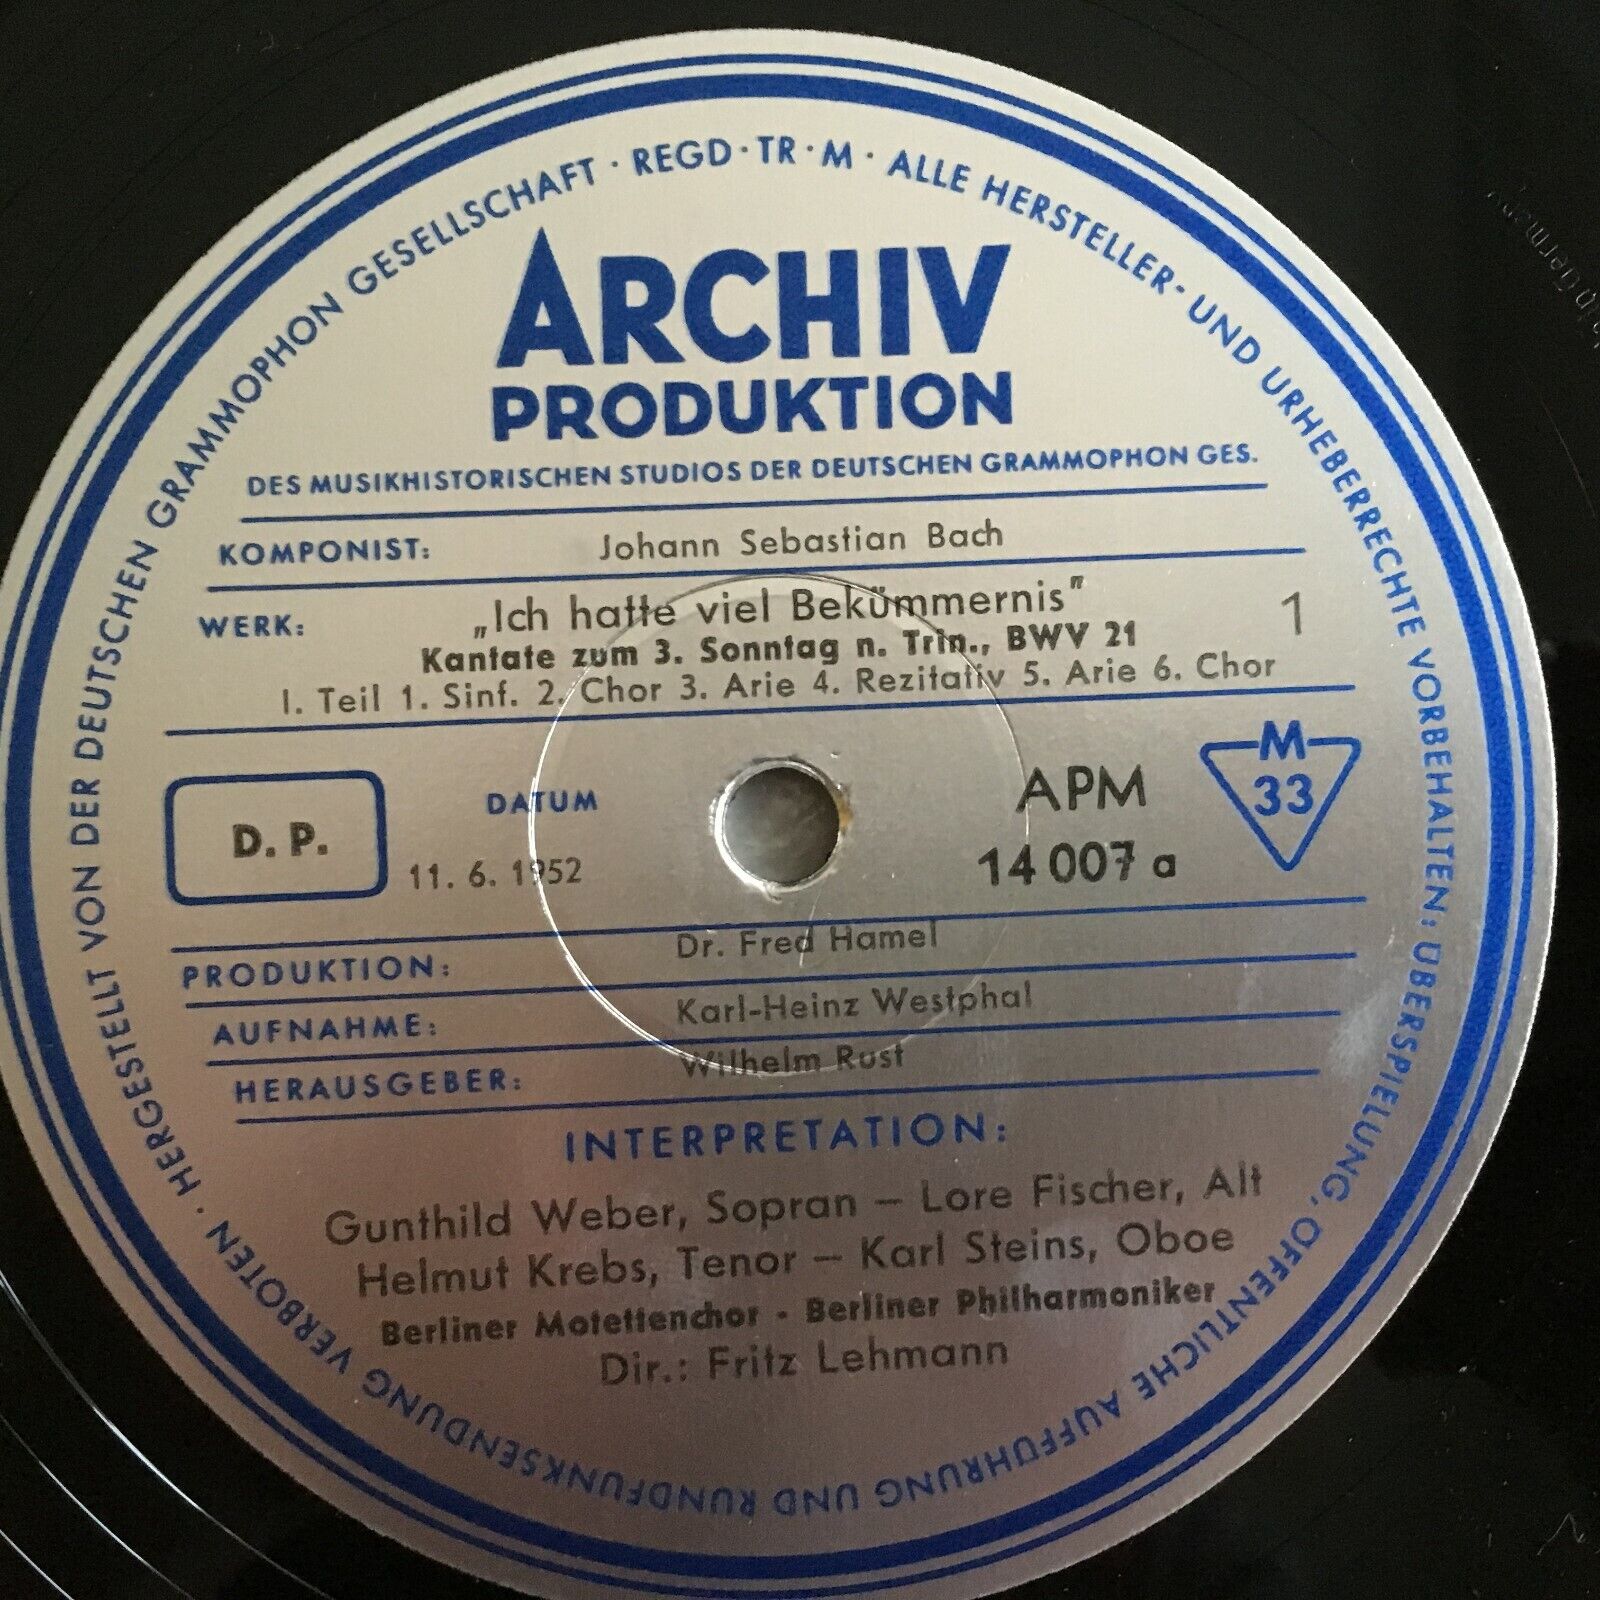 HERGESTELLT VON DER DEUTSCHEN GRAMMOPHON GESELLSCHAFT · REGD · TR · M · ALLE HERSTELLER- UND URHEBERRECHTE VORBEHALTEN; ÜBERSPIELUNG, ÖFFENTLICHE AUFFÜHRUNG UND RUNDFUNKSENDUNG VERBOTEN ·
ARCHIV
PRODUKTION
DES MUSIKHISTORISCHEN STUDIOS DER DEUTSCHEN GRAMMOPHON GES.
KOMPONIST: Johann Sebastian Bach
WERK: „Ich hatte viel Bekümmernis" 1
Kantate zum 3. Sonntag n. Trin., BWV 21
I. Teil 1. Sinf. 2. Chor 3. Arie 4. Rezitativ 5. Arie 6. Chor
D. P.
DATUM
11. 6. 1952
APM
14 007 a
M
33
PRODUKTION: Dr. Fred Hamel
AUFNAHME: Karl-Heinz Westphal
HERAUSGEBER: Wilhelm Rust
INTERPRETATION:
Gunthild Weber, Sopran – Lore Fischer, Alt
Helmut Krebs, Tenor – Karl Steins, Oboe
Berliner Motettenchor - Berliner Philharmoniker
Dir.: Fritz Lehmann